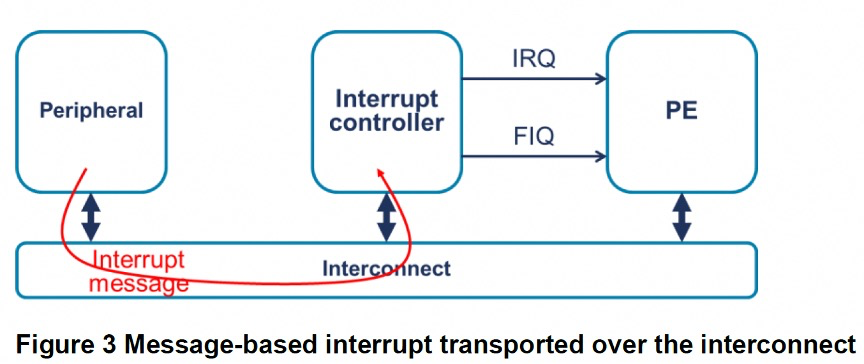 Peripheral
Interrupt
controller
IRQ
FIQ
PE
Interrupt
message
Interconnect
Figure 3 Message-based interrupt transported over the interconnect